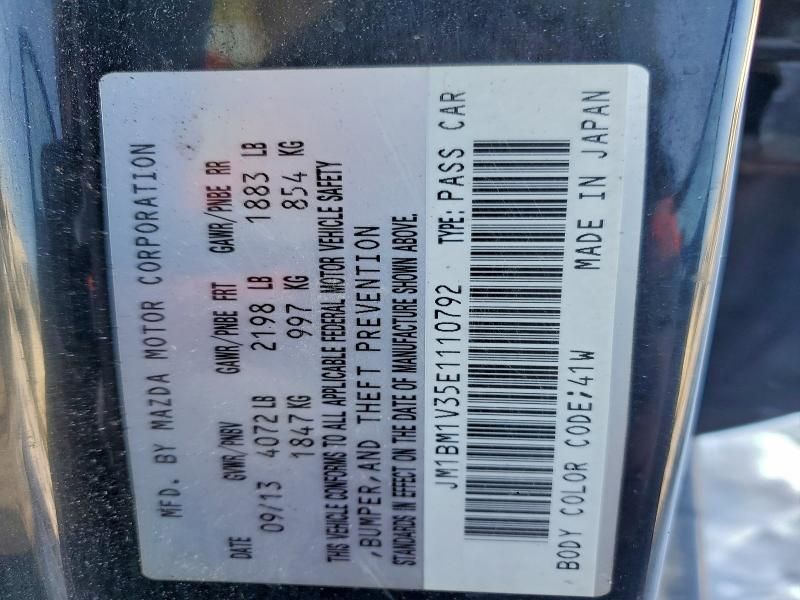 MFD. BY MAZDA MOTOR CORPORATION
DATE GVWR/PNBV GAWR/PNBE FRT GAWR/PNBE RR
09/13 4072 LB 2198 LB 1883 LB
1847 KG 997 KG 854 KG
THIS VEHICLE CONFORMS TO ALL APPLICABLE FEDERAL MOTOR VEHICLE SAFETY
,BUMPER,AND THEFT PREVENTION
STANDARDS IN EFFECT ON THE DATE OF MANUFACTURE SHOWN ABOVE.
JM1BM1V35E1110792 TYPE: PASS CAR
BODY COLOR CODE;41W MADE IN JAPAN